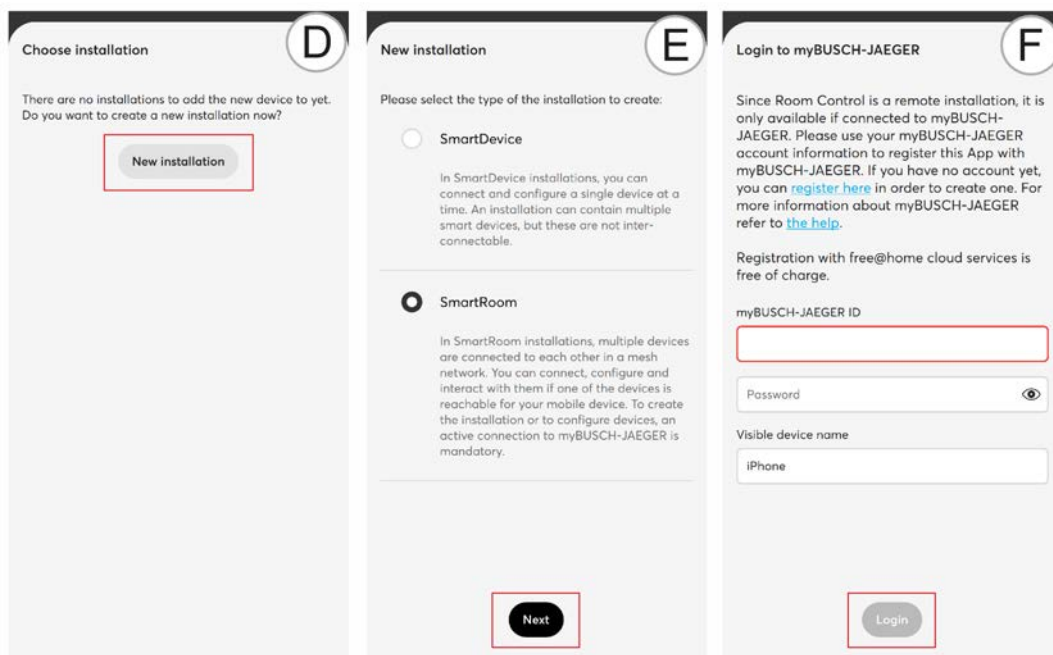 Choose installation
D
There are no installations to add the new device to yet.
Do you want to create a new installation now?
New installation
New installation
E
Please select the type of the installation to create:
SmartDevice
In SmartDevice installations, you can
connect and configure a single device at a
time. An installation can contain multiple
smart devices, but these are not inter-
connectable.
SmartRoom
In SmartRoom installations, multiple devices
are connected to each other in a mesh
network. You can connect, configure and
interact with them if one of the devices is
reachable for your mobile device. To create
the installation or to configure devices, an
active connection to myBUSCH-JAEGER is
mandatory.
Next
Login to myBUSCH-JAEGER
F
Since Room Control is a remote installation, it is
only available if connected to myBUSCH-
JAEGER. Please use your myBUSCH-JAEGER
account information to register this App with
myBUSCH-JAEGER. If you have no account yet,
you can register here in order to create one. For
more information about myBUSCH-JAEGER
refer to the help.
Registration with free@home cloud services is
free of charge.
myBUSCH-JAEGER ID
Password
Visible device name
iPhone
Login